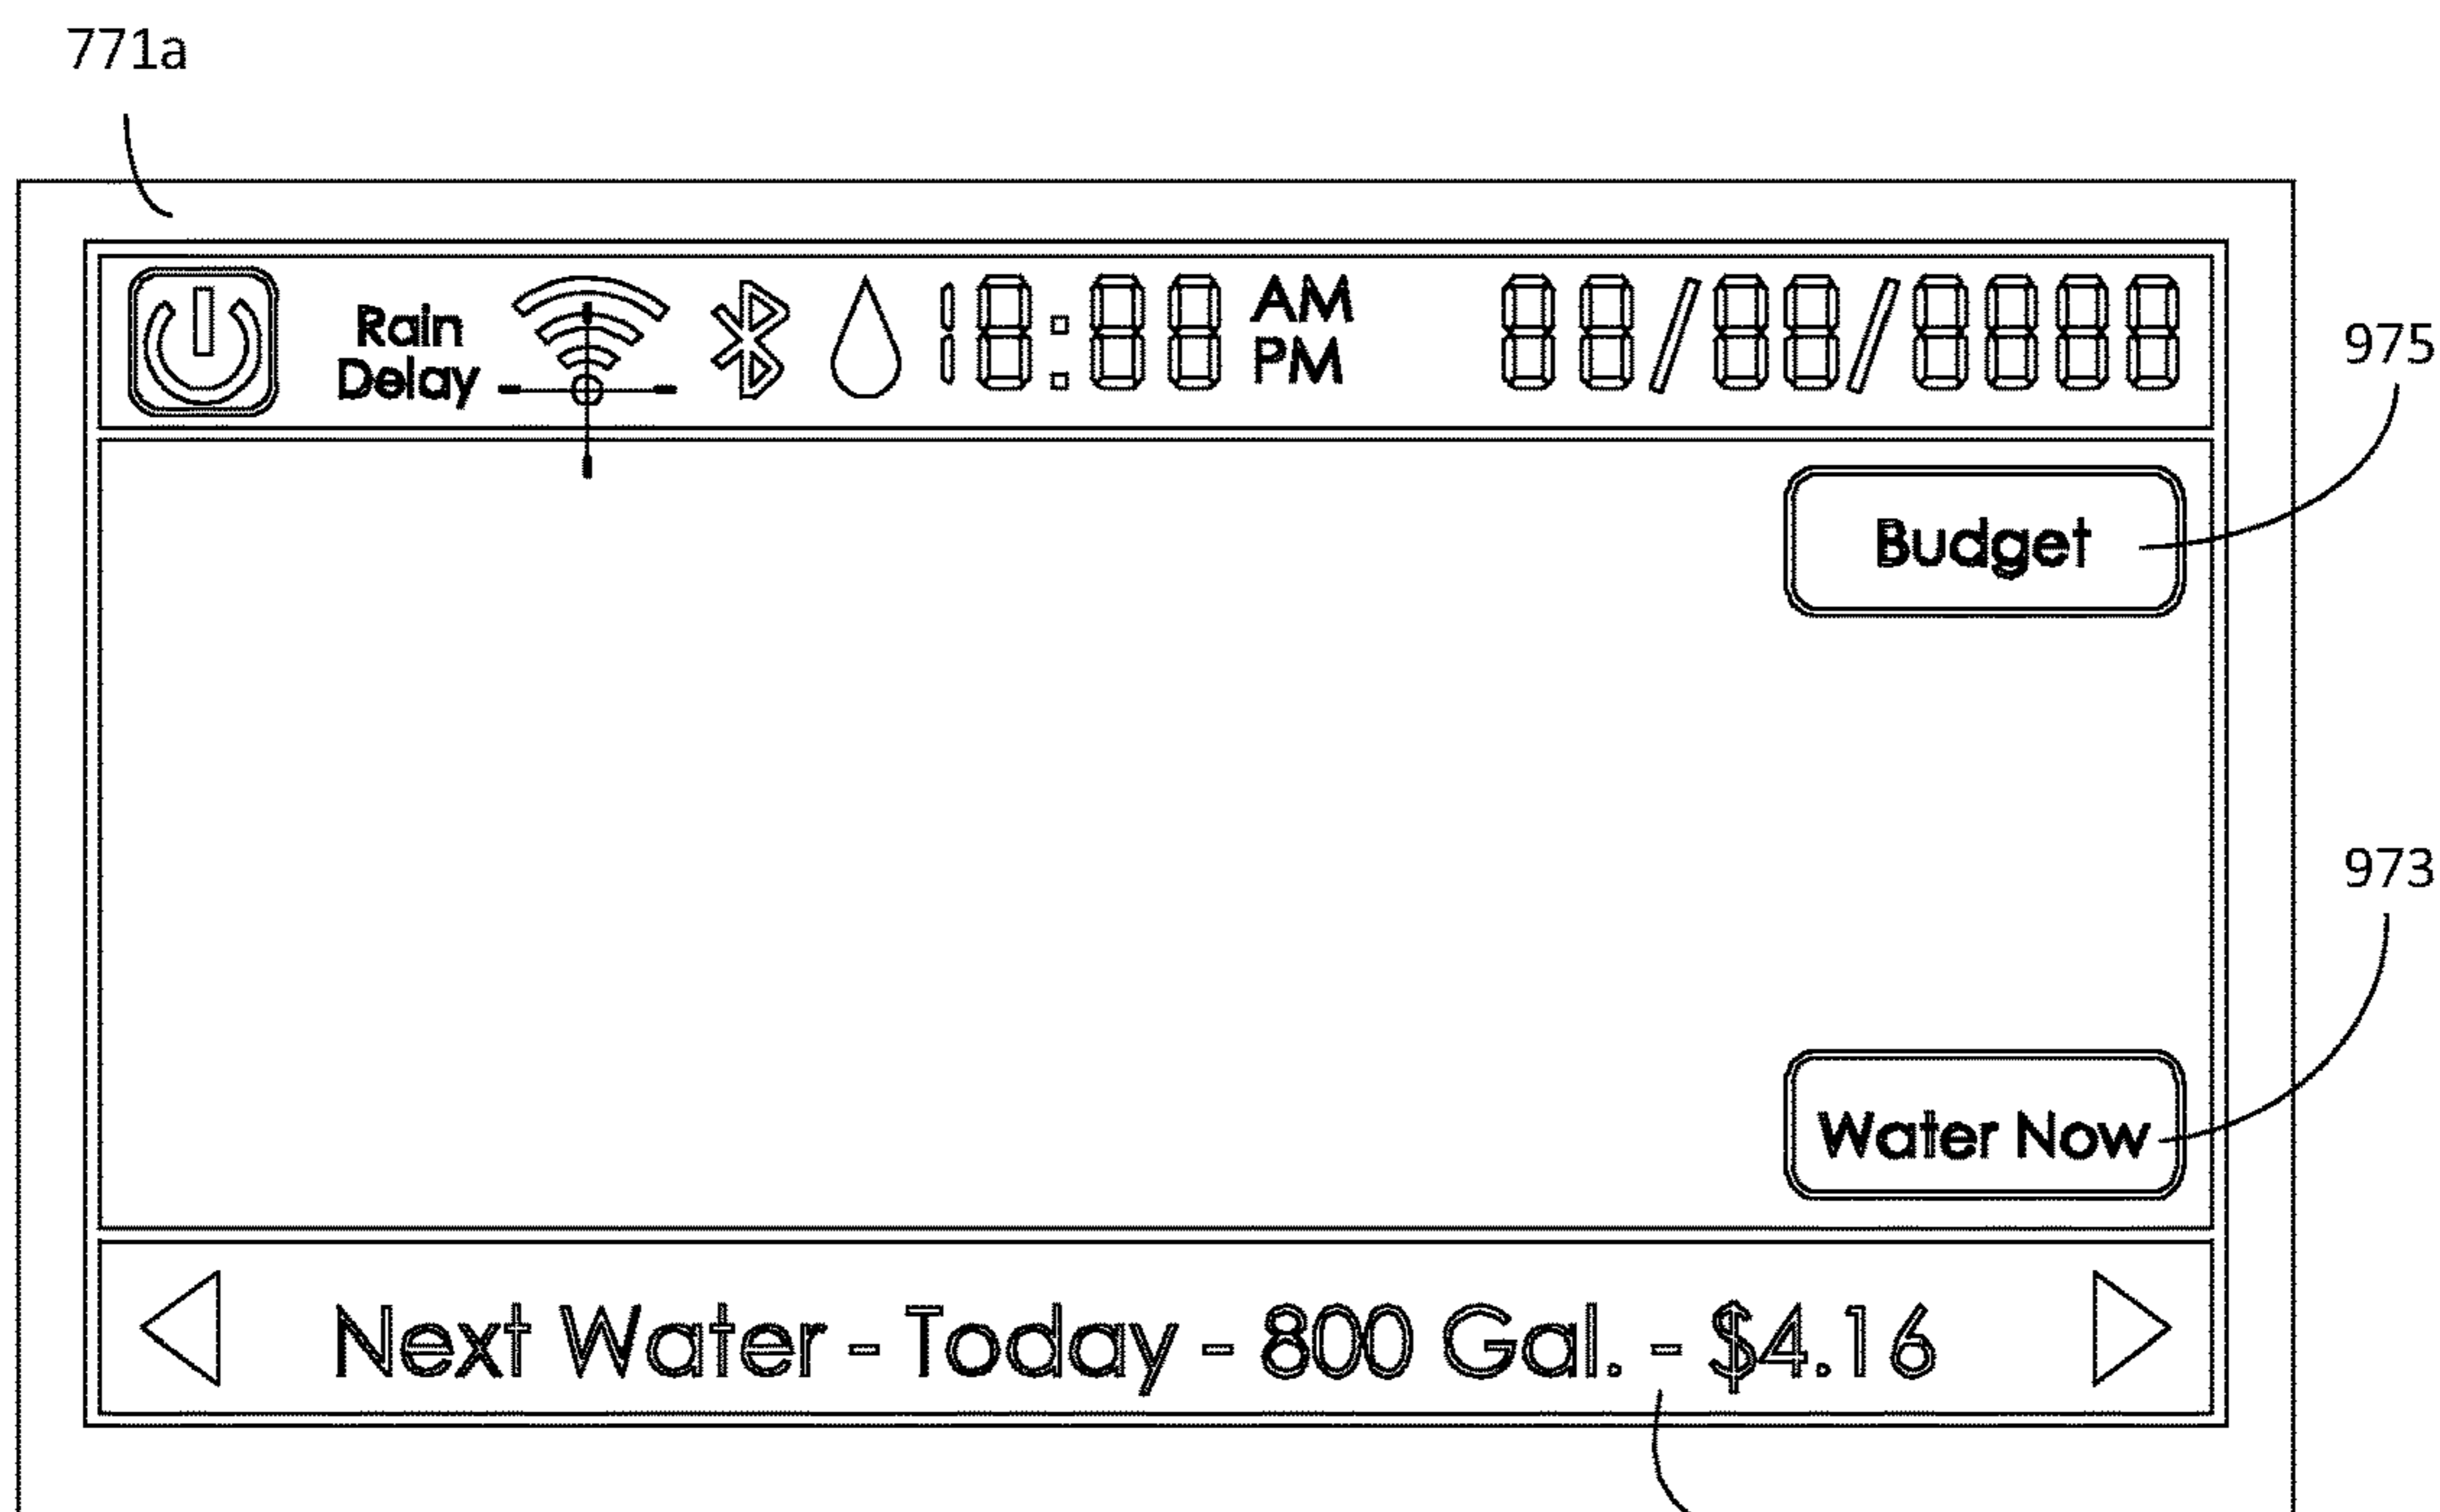 771a
Rain
Delay
18:88 AM
PM
88/88/8888
975
Budget
973
Water Now
Next Water - Today - 800 Gal. - $4.16